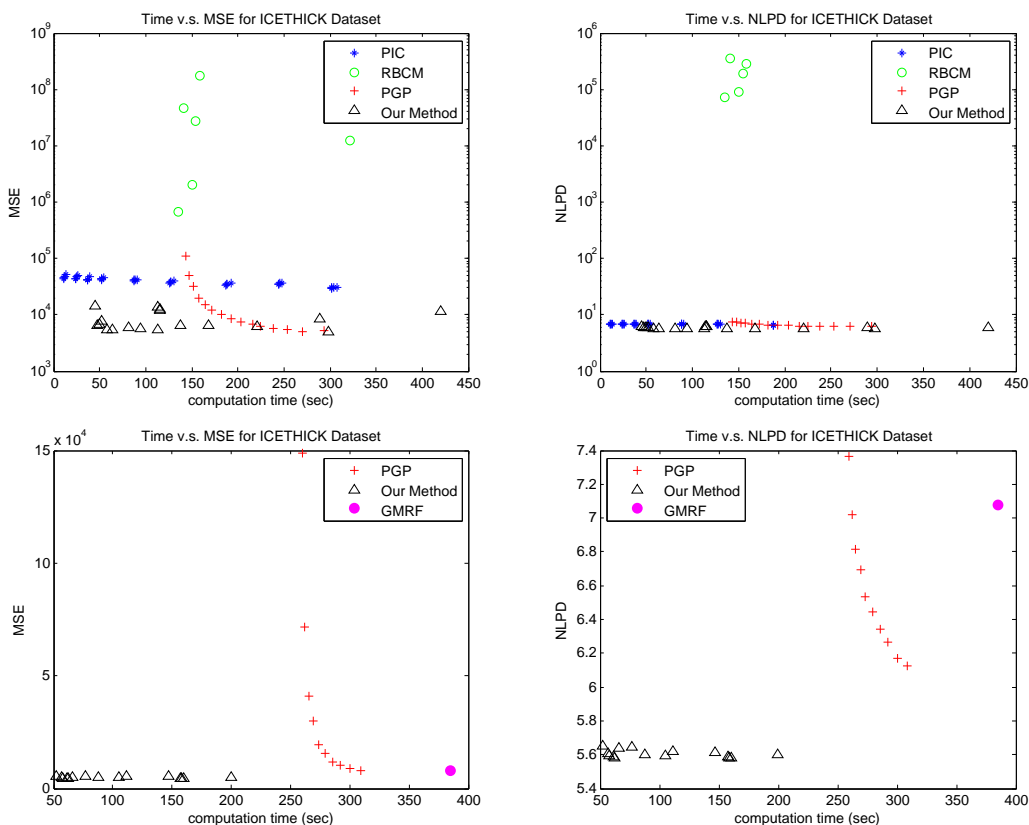 Time v.s. MSE for ICETHICK Dataset
10^9
10^8
10^7
10^6
10^5
10^4
10^3
MSE
PIC
RBCM
PGP
Our Method
0 50 100 150 200 250 300 350 400 450
computation time (sec)
Time v.s. NLPD for ICETHICK Dataset
10^6
10^5
10^4
10^3
10^2
10^1
10^0
NLPD
PIC
RBCM
PGP
Our Method
0 50 100 150 200 250 300 350 400 450
computation time (sec)
Time v.s. MSE for ICETHICK Dataset
x 10^4
15
10
5
0
MSE
PGP
Our Method
GMRF
50 100 150 200 250 300 350 400
computation time (sec)
Time v.s. NLPD for ICETHICK Dataset
7.4
7.2
7
6.8
6.6
6.4
6.2
6
5.8
5.6
5.4
NLPD
PGP
Our Method
GMRF
50 100 150 200 250 300 350 400
computation time (sec)